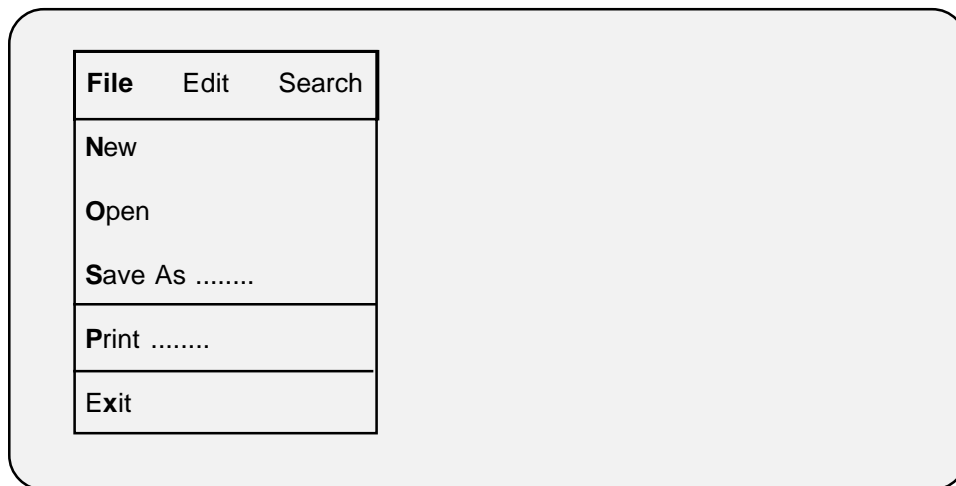 File Edit Search
New
Open
Save As ........
Print ........
Exit